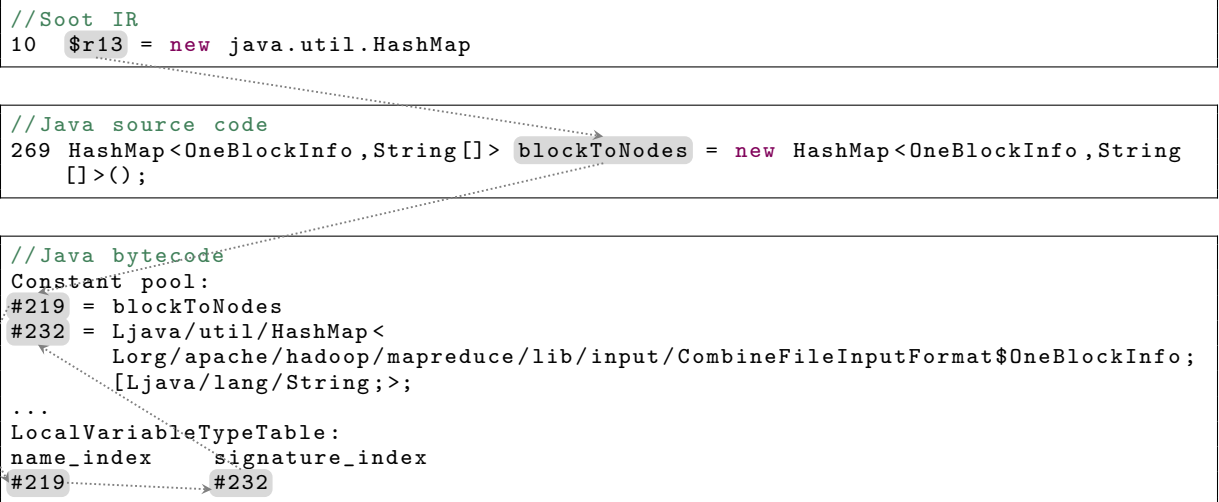 //Soot IR
10 $r13 = new java.util.HashMap
//Java source code
269 HashMap<OneBlockInfo,String[]> blockToNodes = new HashMap<OneBlockInfo,String
[]>();
//Java bytecode
Constant pool:
#219 = blockToNodes
#232 = Ljava/util/HashMap<
Lorg/apache/hadoop/mapreduce/lib/input/CombineFileInputFormat$OneBlockInfo;
[Ljava/lang/String;>;
...
LocalVariableTypeTable:
name_index signature_index
#219 #232